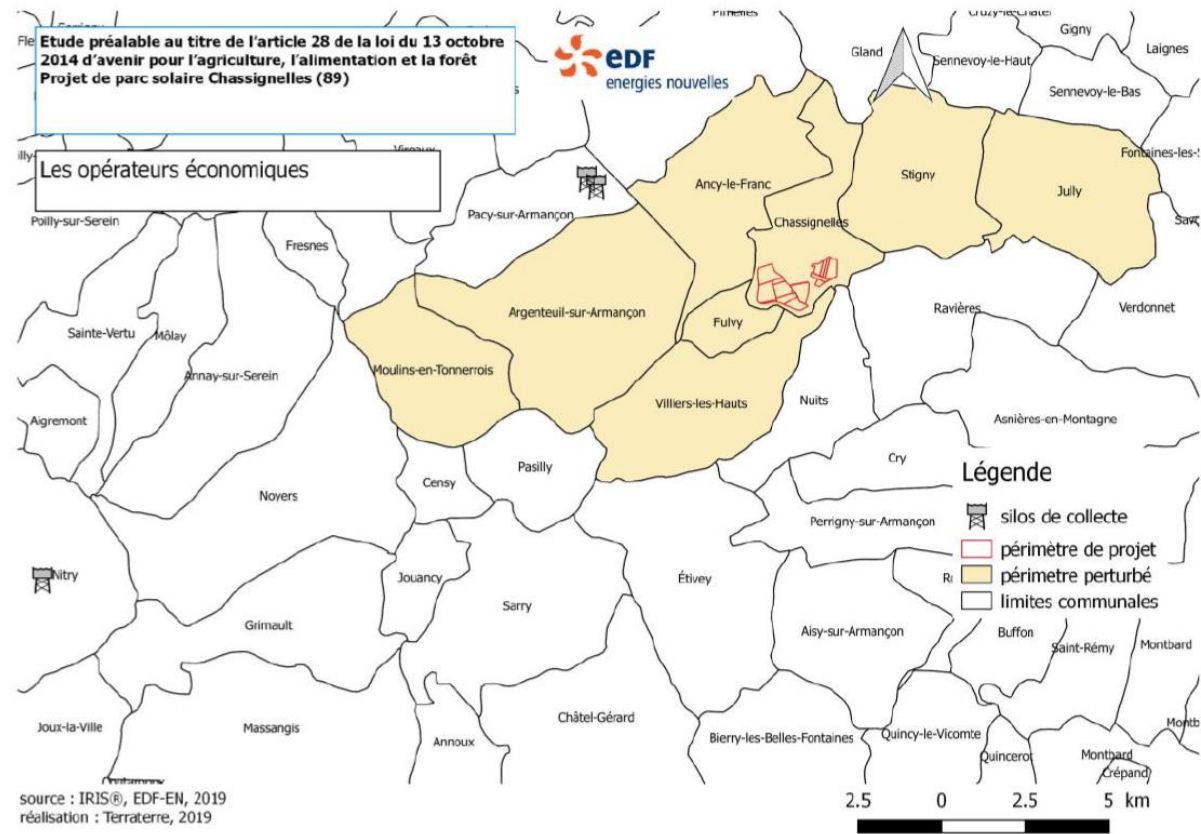 Etude préalable au titre de l'article 28 de la loi du 13 octobre
2014 d'avenir pour l'agriculture, l'alimentation et la forêt
Projet de parc solaire Chassignelles (89)
EDF
energies nouvelles
Les opérateurs économiques
Gland
Gigny
Laignes
Sennevoy-le-Haut
Sennevoy-le-Bas
Ancy-le-Franc
Stigny
Jully
Pacy-sur-Armançon
Chassignelles
Poilly-sur-Serein
Fresnes
Argenteuil-sur-Armançon
Fulvy
Ravières
Verdonnet
Sainte-Vertu
Môlay
Annay-sur-Serein
Moulins-en-Tonnerrois
Villiers-les-Hauts
Nuits
Aigremont
Asnières-en-Montagne
Pasilly
Cry
Censy
Noyers
Perrigny-sur-Armançon
Légende
silos de collecte
périmètre de projet
périmetre perturbé
limites communales
Nitry
Jouancy
Étivey
Sarry
Grimault
Aisy-sur-Armançon
Buffon
Saint-Rémy
Montbard
Joux-la-Ville
Massangis
Annoux
Châtel-Gérard
Bierry-les-Belles-Fontaines
Quincy-le-Vicomte
Quincerot
Montbard
Crépand
source : IRIS®, EDF-EN, 2019
réalisation : Terraterre, 2019
2.5 0 2.5 5 km